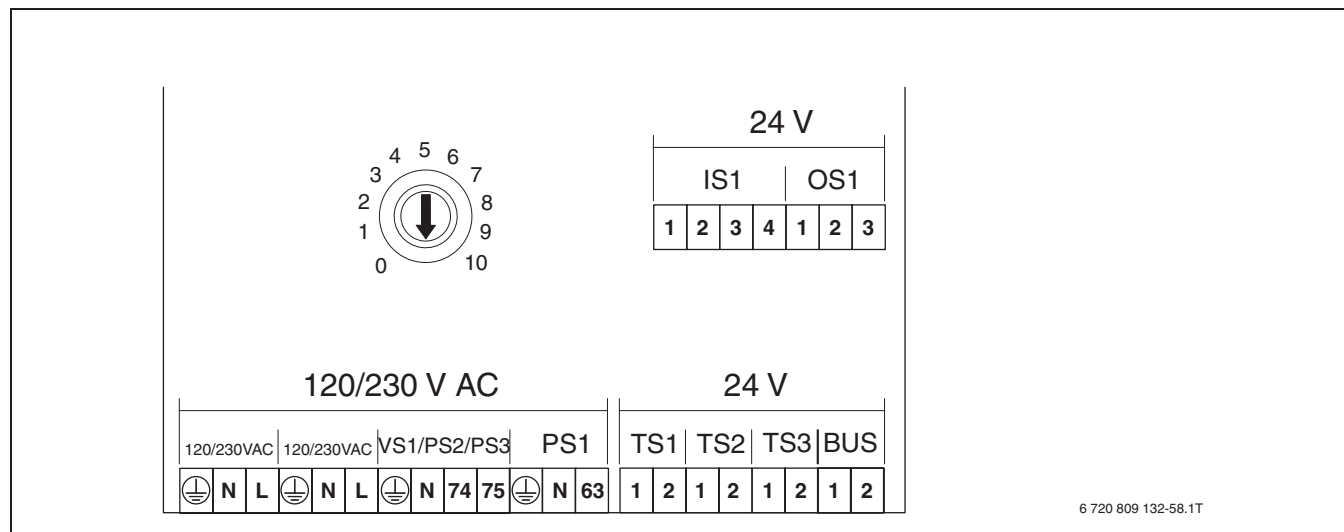 24 V
IS1 OS1
1 2 3 4 1 2 3
5
4 6
3 7
2 8
1 9
0 10
120/230 V AC 24 V
120/230VAC 120/230VAC VS1/PS2/PS3 PS1 TS1 TS2 TS3 BUS
N L N L N 74 75 N 63 1 2 1 2 1 2 1 2
6 720 809 132-58.1T